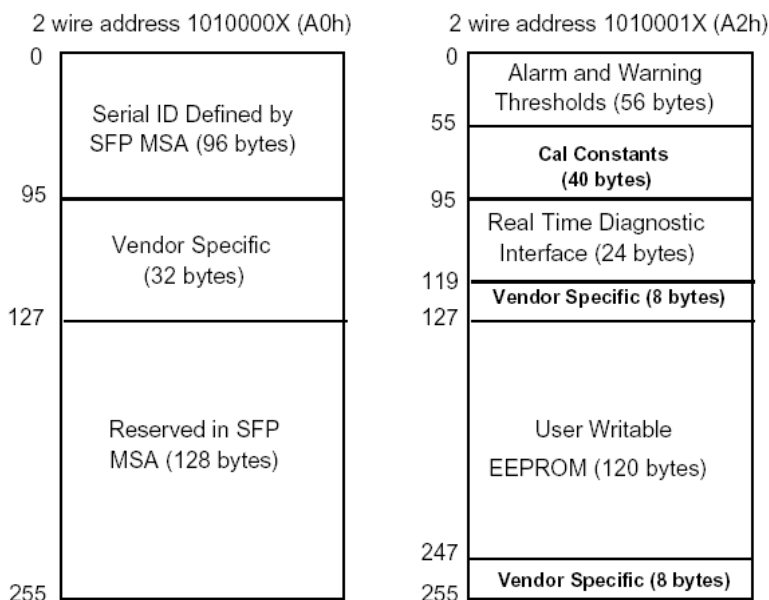 2 wire address 1010000X (A0h)
0
Serial ID Defined by
SFP MSA (96 bytes)
95
Vendor Specific
(32 bytes)
127
Reserved in SFP
MSA (128 bytes)
255
2 wire address 1010001X (A2h)
0
Alarm and Warning
Thresholds (56 bytes)
55
Cal Constants
(40 bytes)
95
Real Time Diagnostic
Interface (24 bytes)
119
Vendor Specific (8 bytes)
127
User Writable
EEPROM (120 bytes)
247
Vendor Specific (8 bytes)
255